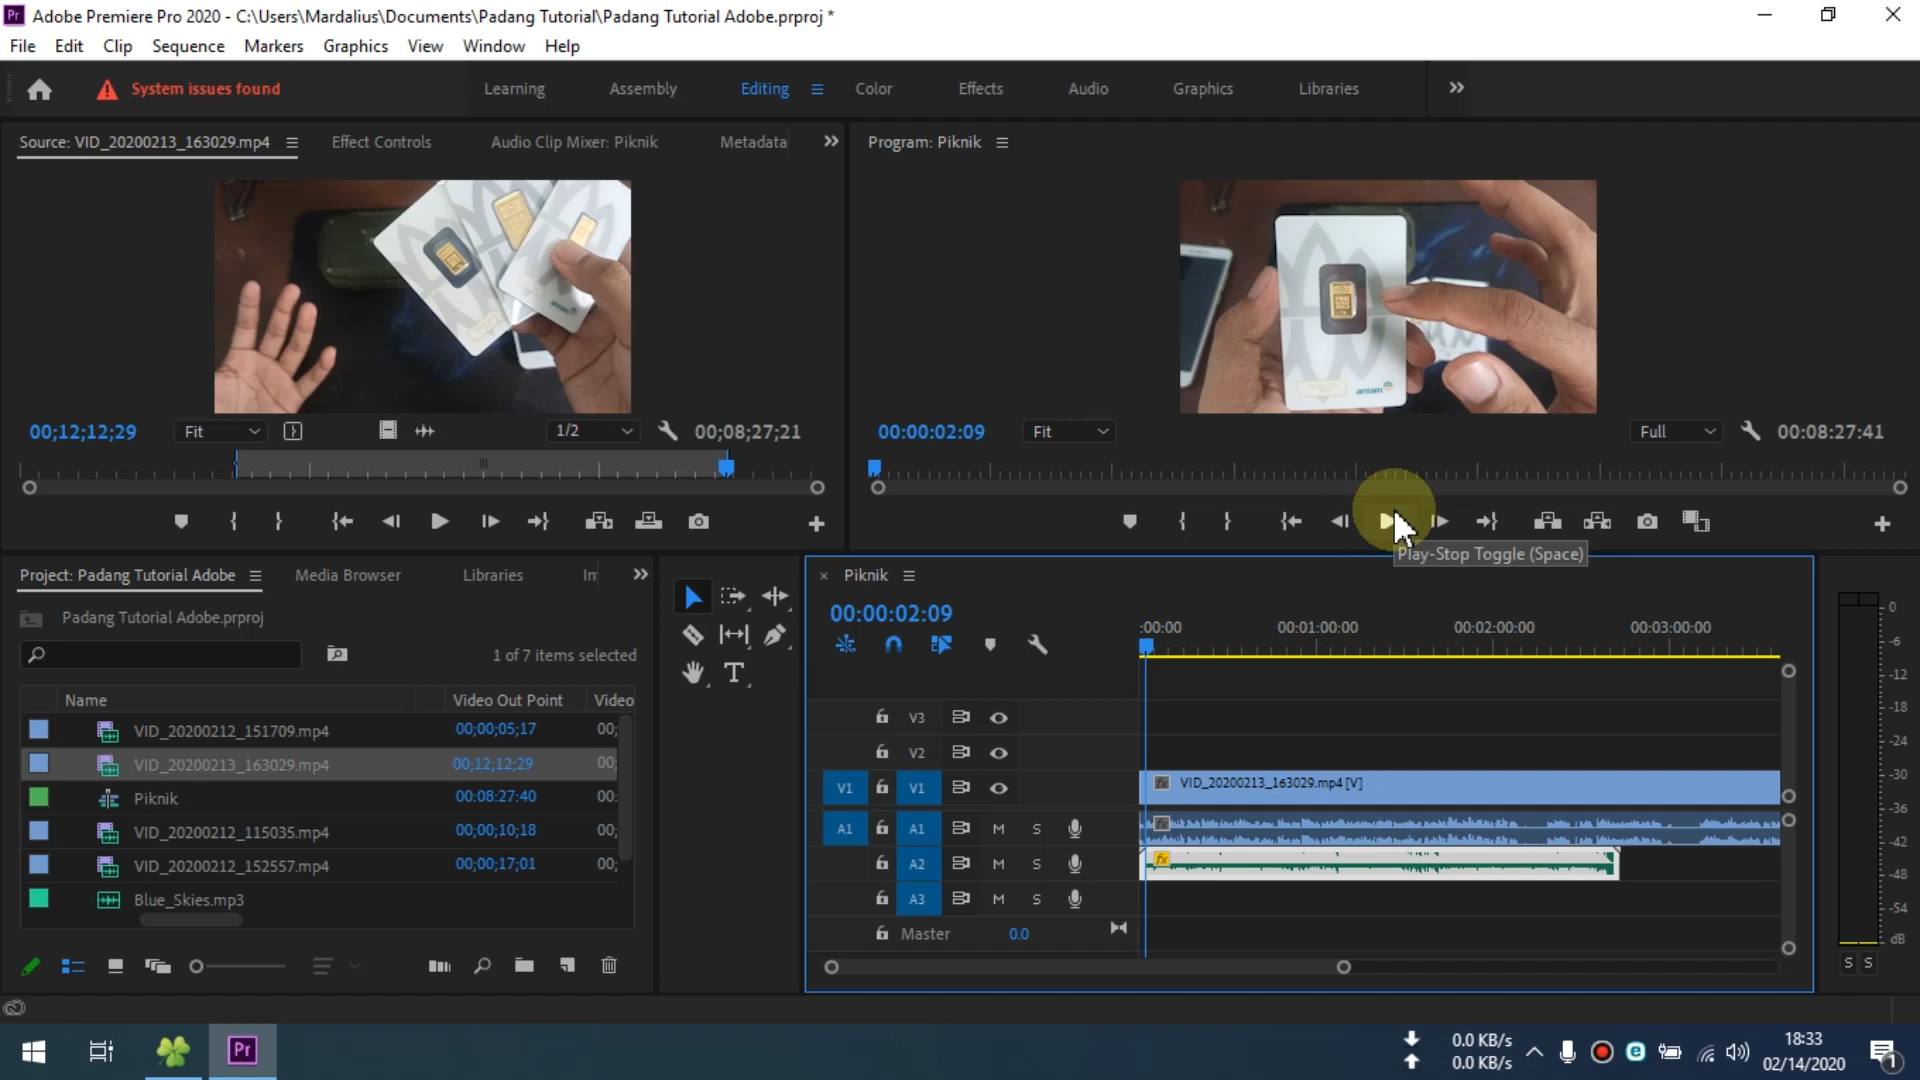 Adobe Premiere Pro 2020 - C:\Users\Mardalius\Documents\Padang Tutorial\Padang Tutorial Adobe.prproj *
File Edit Clip Sequence Markers Graphics View Window Help
System issues found Learning Assembly Editing Color Effects Audio Graphics Libraries
Source: VID_20200213_163029.mp4 Effect Controls Audio Clip Mixer: Piknik Metadata
Program: Piknik
antam
antam
00;12;12;29 Fit 1/2 00;08;27;21
00:00:02:09 Fit Full 00:08:27:41
Play-Stop Toggle (Space)
Project: Padang Tutorial Adobe Media Browser Libraries In
Padang Tutorial Adobe.prproj
1 of 7 items selected
Name Video Out Point Video
VID_20200212_151709.mp4 00;00;05;17 00;
VID_20200213_163029.mp4 00;12;12;29 00;
Piknik 00:08:27:40 00:
VID_20200212_115035.mp4 00;00;10;18 00;
VID_20200212_152557.mp4 00;00;17;01 00;
Blue_Skies.mp3
× Piknik
00:00:02:09
:00:00 00:01:00:00 00:02:00:00 00:03:00:00
V3
V2
V1 V1 fx VID_20200213_163029.mp4 [V]
A1 A1 M S
A2 M S fx
A3 M S
Master 0.0
0
-6
-12
-18
-24
-30
-36
-42
-48
-54
dB
S S
Pr
0.0 KB/s
0.0 KB/s
18:33
02/14/2020
1